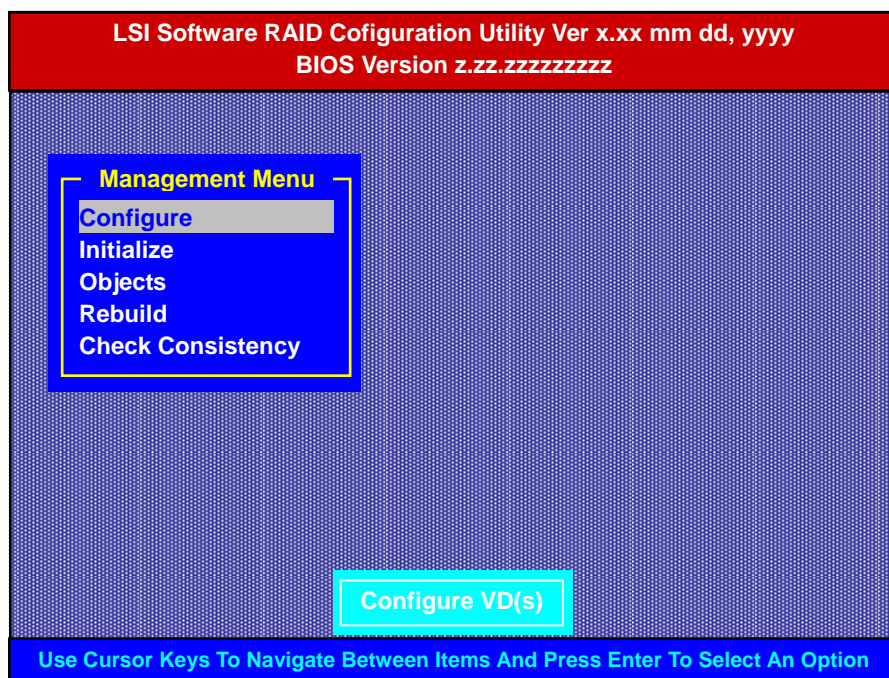 LSI Software RAID Cofiguration Utility Ver x.xx mm dd, yyyy
BIOS Version z.zz.zzzzzzzzz
Management Menu
Configure
Initialize
Objects
Rebuild
Check Consistency
Configure VD(s)
Use Cursor Keys To Navigate Between Items And Press Enter To Select An Option